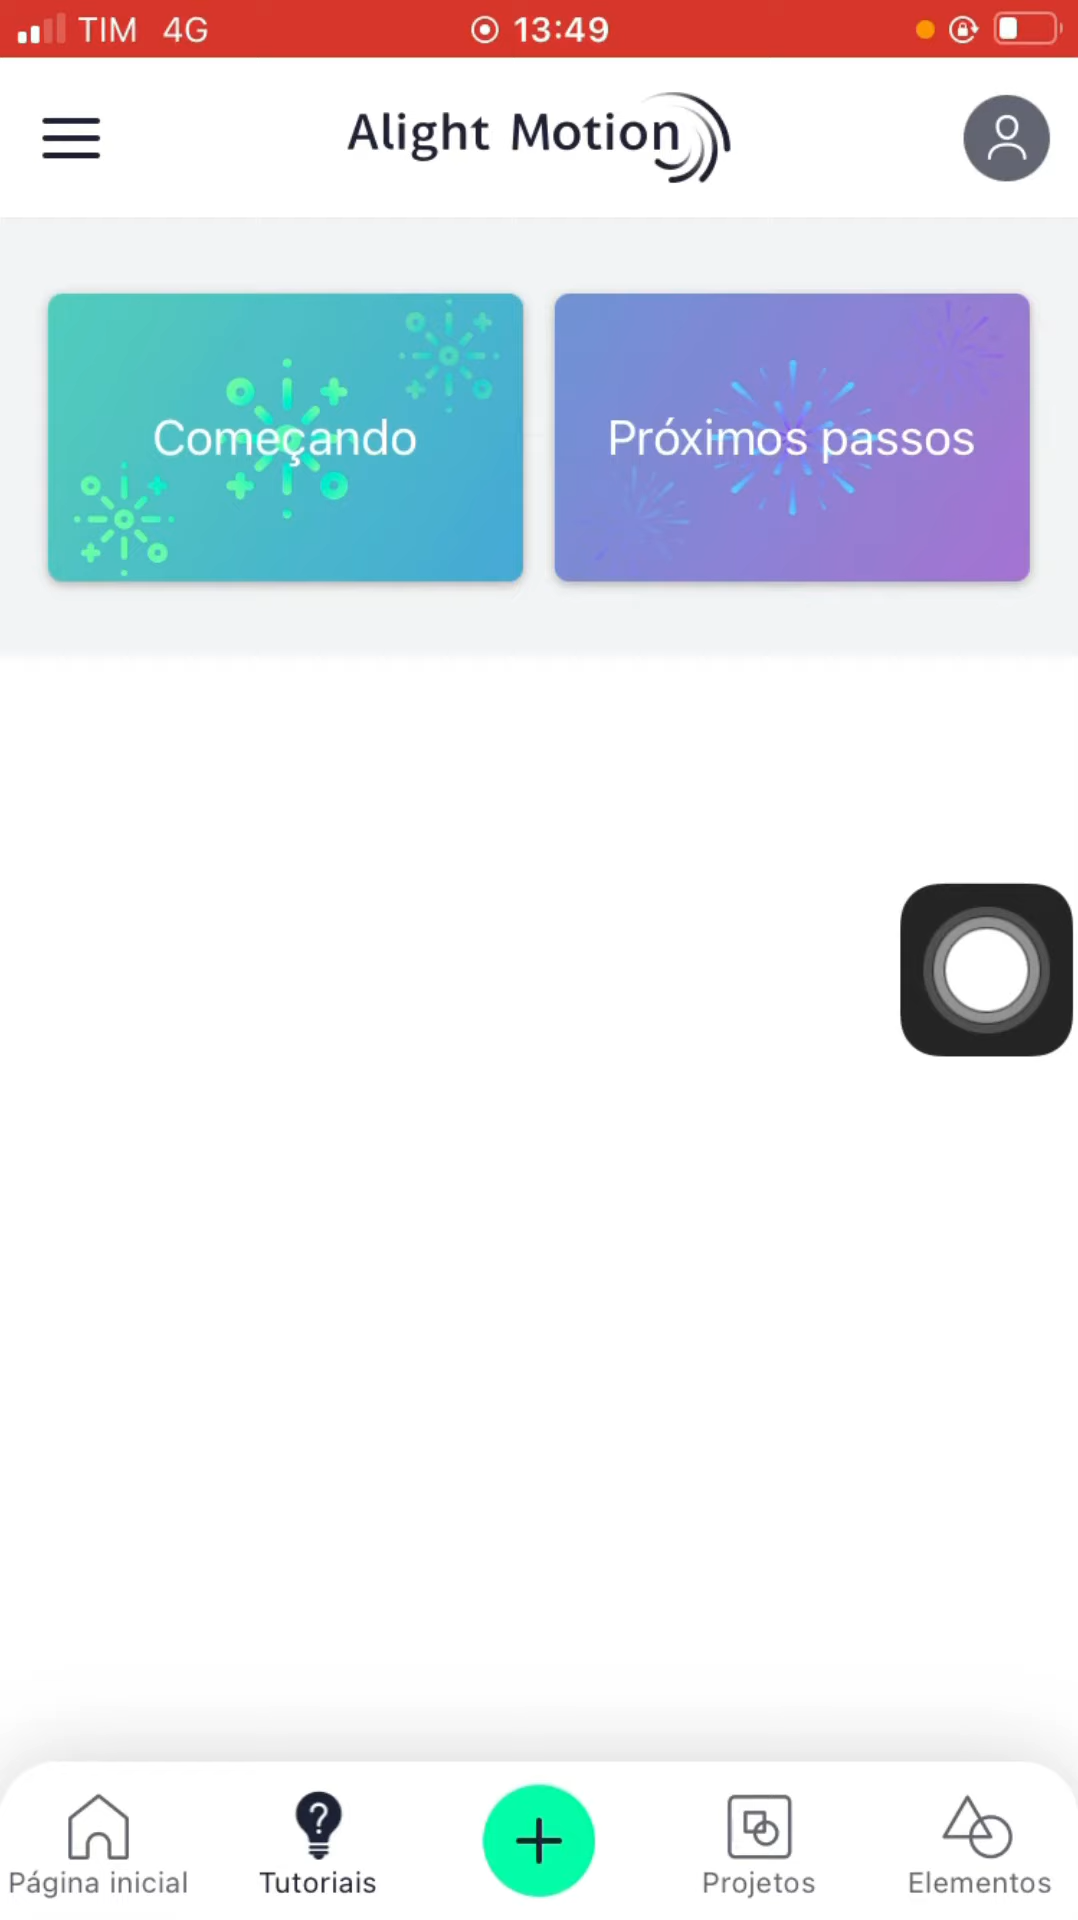 TIM 4G 13:49
Alight Motion
Começando
Próximos passos
Página inicial
Tutoriais
Projetos
Elementos